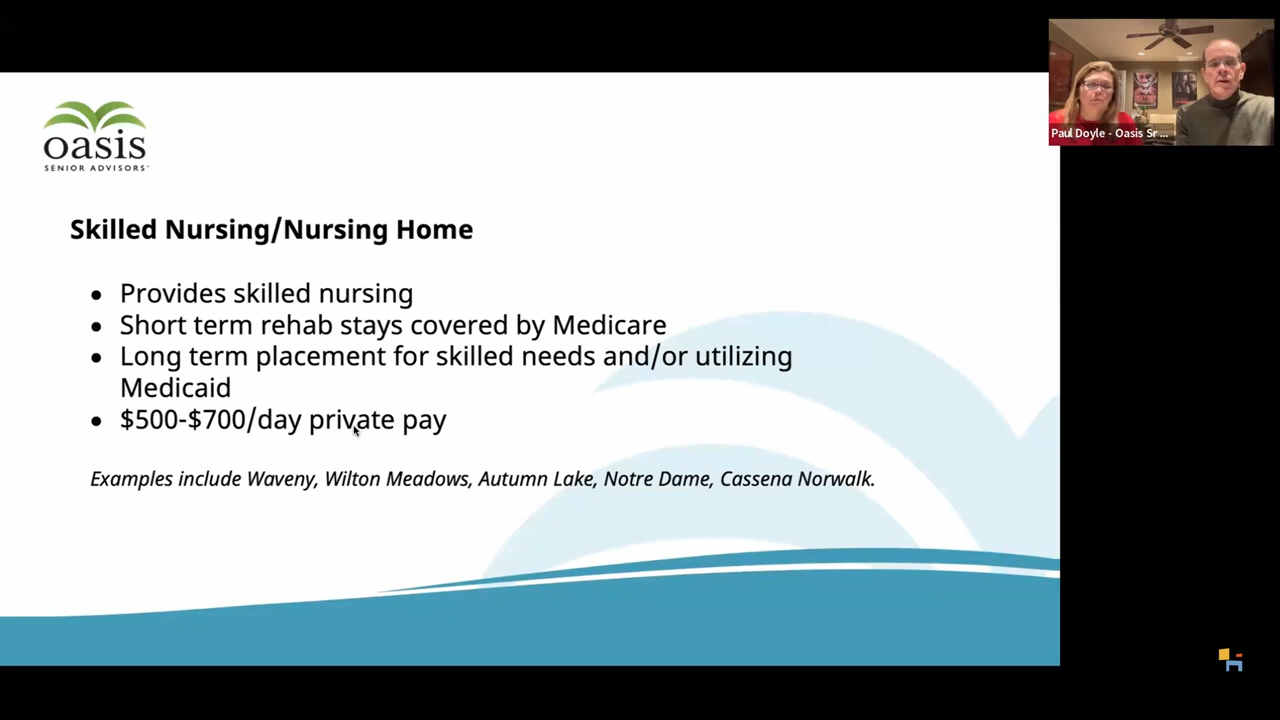 oasis
SENIOR ADVISORS
Skilled Nursing/Nursing Home
• Provides skilled nursing
• Short term rehab stays covered by Medicare
• Long term placement for skilled needs and/or utilizing
Medicaid
• $500-$700/day private pay
Examples include Waveny, Wilton Meadows, Autumn Lake, Notre Dame, Cassena Norwalk.
Paul Doyle - Oasis Sr ...